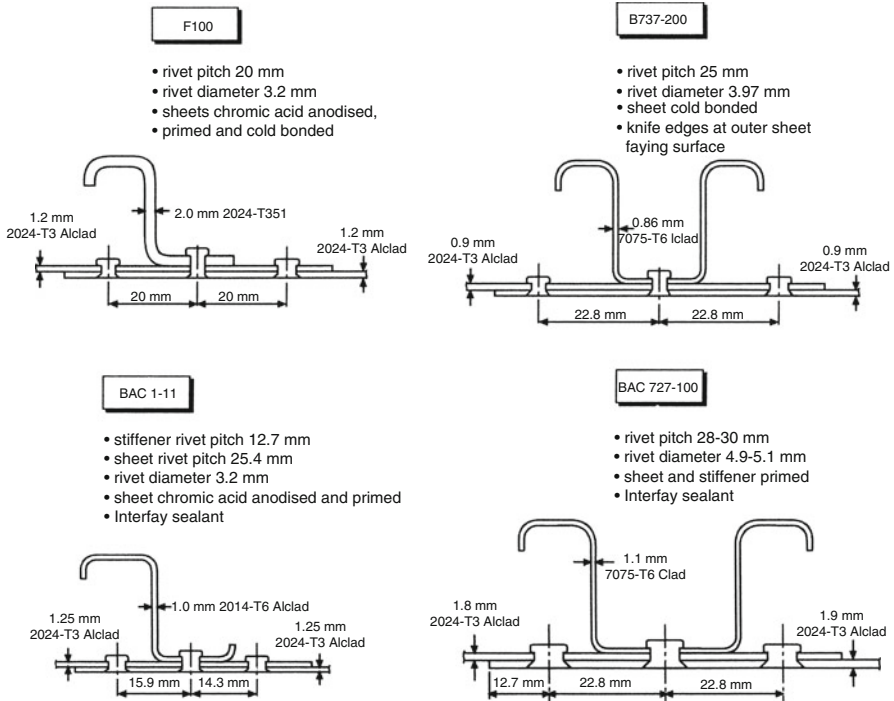 F100
• rivet pitch 20 mm
• rivet diameter 3.2 mm
• sheets chromic acid anodised,
• primed and cold bonded
2.0 mm 2024-T351
1.2 mm
2024-T3 Alclad
1.2 mm
2024-T3 Alclad
20 mm
20 mm
B737-200
• rivet pitch 25 mm
• rivet diameter 3.97 mm
• sheet cold bonded
• knife edges at outer sheet
faying surface
0.86 mm
7075-T6 lclad
0.9 mm
2024-T3 Alclad
0.9 mm
2024-T3 Alclad
22.8 mm
22.8 mm
BAC 1-11
• stiffener rivet pitch 12.7 mm
• sheet rivet pitch 25.4 mm
• rivet diameter 3.2 mm
• sheet chromic acid anodised and primed
• Interfay sealant
1.0 mm 2014-T6 Alclad
1.25 mm
2024-T3 Alclad
1.25 mm
2024-T3 Alclad
15.9 mm
14.3 mm
BAC 727-100
• rivet pitch 28-30 mm
• rivet diameter 4.9-5.1 mm
• sheet and stiffener primed
• Interfay sealant
1.1 mm
7075-T6 Clad
1.8 mm
2024-T3 Alclad
1.9 mm
2024-T3 Alclad
12.7 mm
22.8 mm
22.8 mm